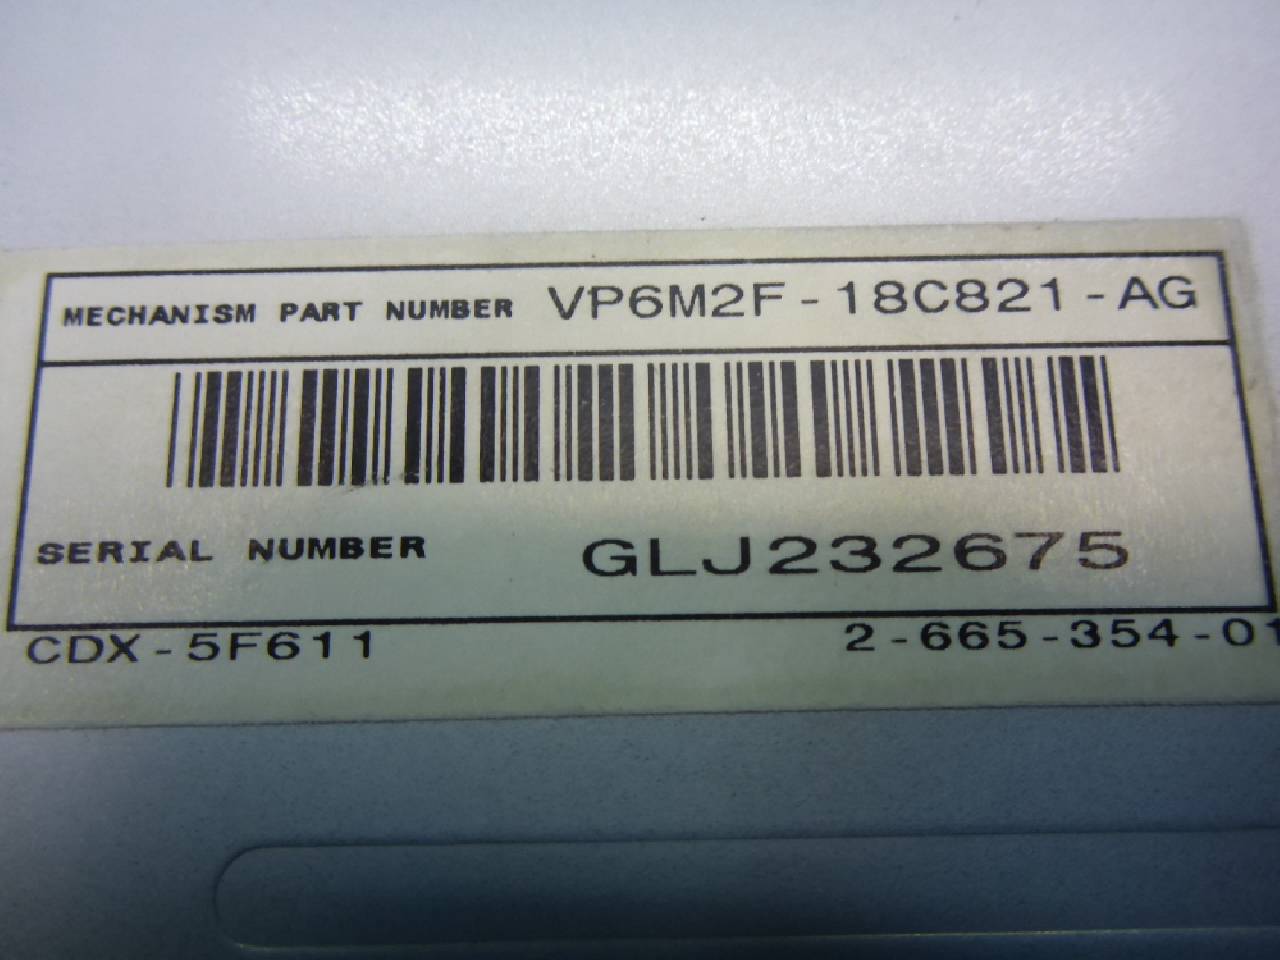 MECHANISM PART NUMBER VP6M2F-18C821-AG
SERIAL NUMBER GLJ232675
CDX-5F611 2-665-354-01